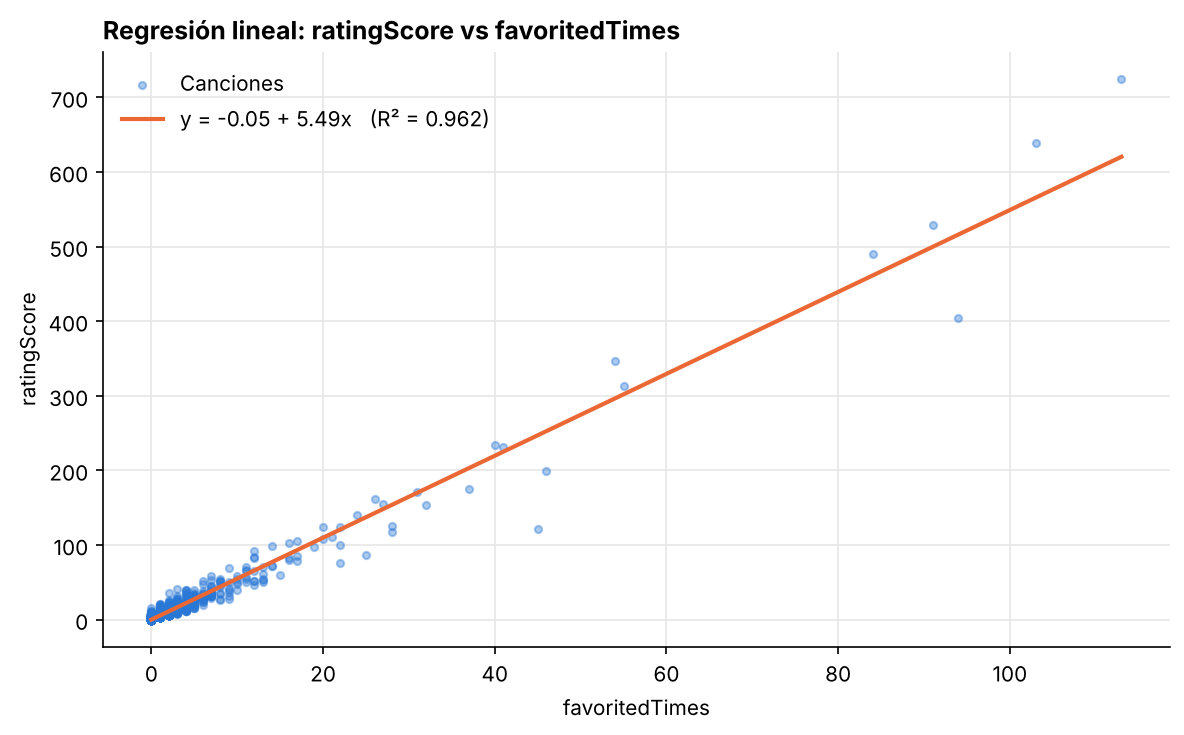 Regresión lineal: ratingScore vs favoritedTimes
Canciones
y = -0.05 + 5.49x (R² = 0.962)
ratingScore
700
600
500
400
300
200
100
0
0 20 40 60 80 100
favoritedTimes